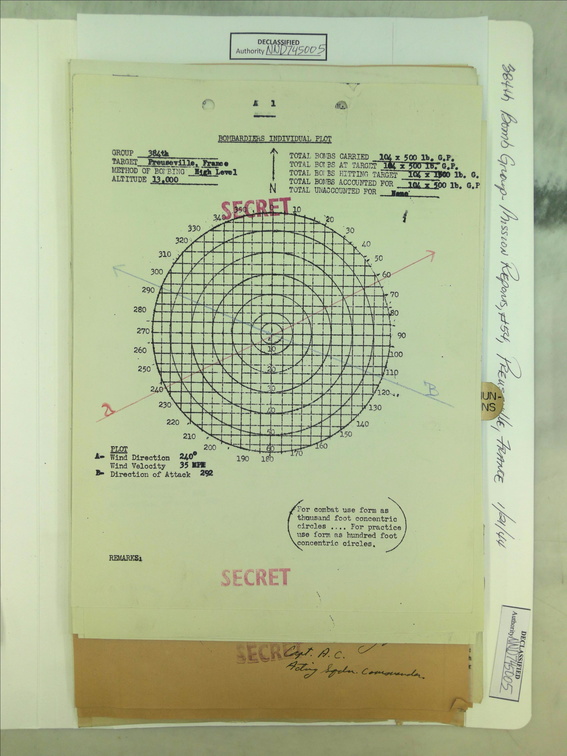 DECLASSIFIED
Authority NND745005
A 1
BOMBARDIERS INDIVIDUAL PLOT
GROUP 384th
TARGET Preuseville, France
METHOD OF BOMBING High Level
ALTITUDE 13,000
N
TOTAL BOMBS CARRIED 104 x 500 lb. G.P.
TOTAL BOMBS AT TARGET 104 x 500 lb. G.P.
TOTAL BOMBS HITTING TARGET 104 x 500 lb. G.
TOTAL BOMBS ACCOUNTED FOR 104 x 500 lb. G.P
TOTAL UNACCOUNTED FOR None
SECRET
340 350 10 20
330 30
320 40
310 50
300 60
290 70
280 80
270 90
260 100
250 110
240 120
230 130
220 140
210 150
200 190 180 170 160
A
B
PLOT
A- Wind Direction 240°
Wind Velocity 35 MPH
B- Direction of Attack 292
For combat use form as
thousand foot concentric
circles .... For practice
use form as hundred foot
concentric circles.
REMARKS:
SECRET
SECRET
Capt. A.C.
Acting Sqdn. Commander
384th Bomb Group Mission Reports, #54, Preuseville, France 1/21/44
UN-
NS
DECLASSIFIED
Authority NND745005